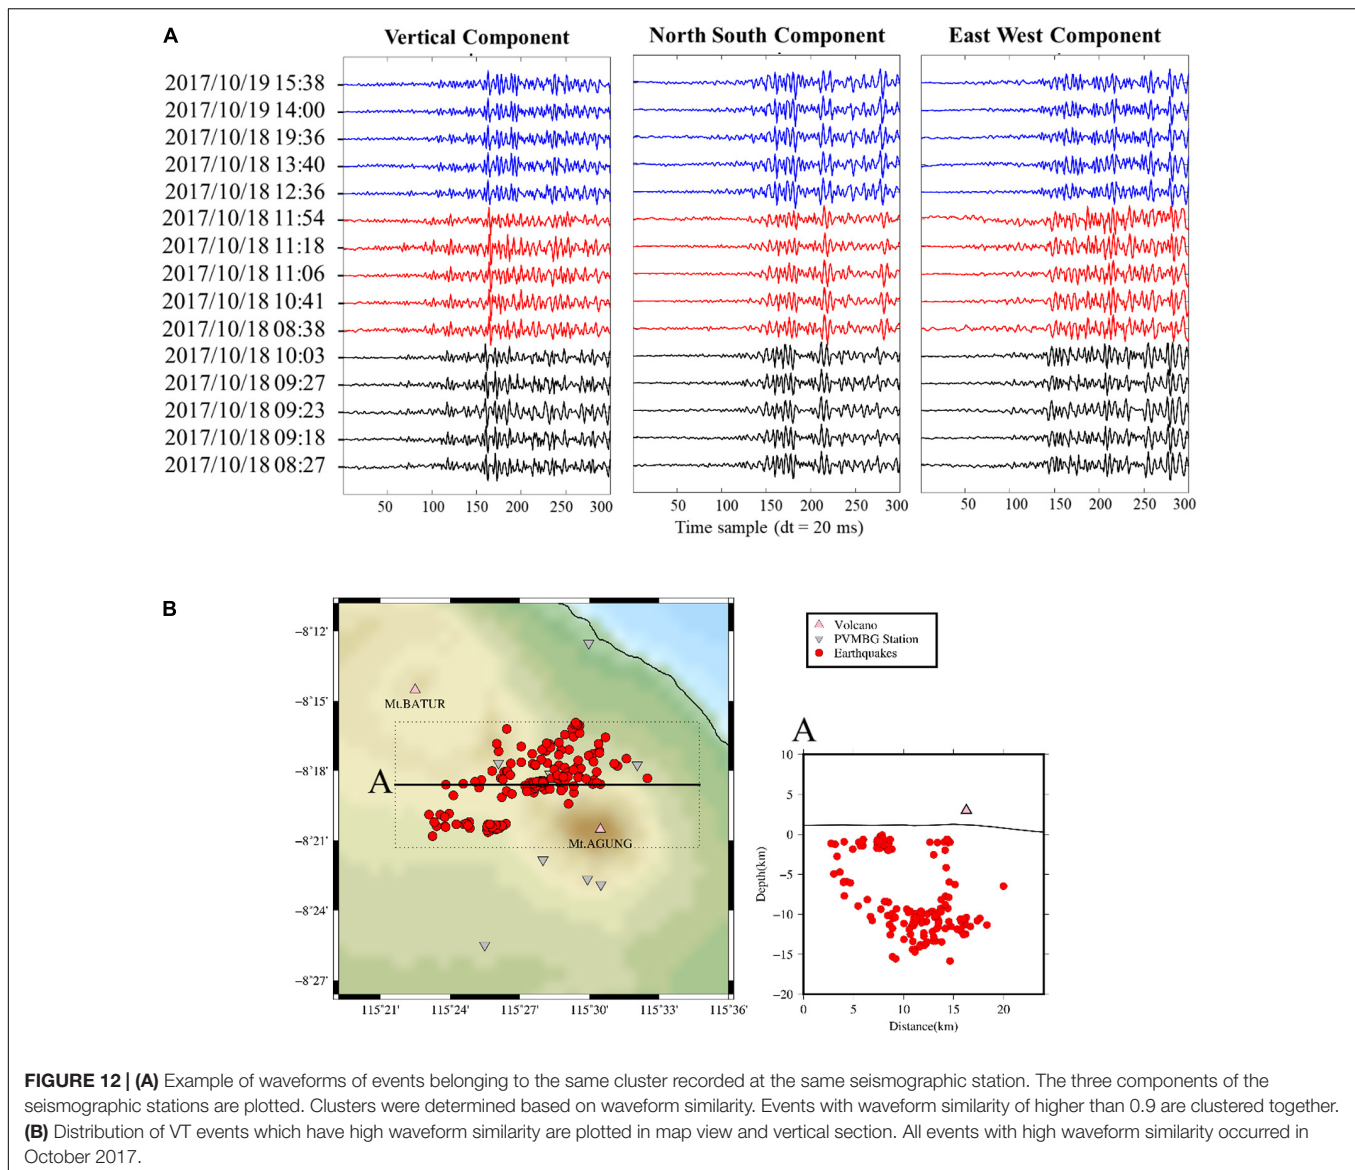 A
Vertical Component
North South Component
East West Component
2017/10/19 15:38
2017/10/19 14:00
2017/10/18 19:36
2017/10/18 13:40
2017/10/18 12:36
2017/10/18 11:54
2017/10/18 11:18
2017/10/18 11:06
2017/10/18 10:41
2017/10/18 08:38
2017/10/18 10:03
2017/10/18 09:27
2017/10/18 09:23
2017/10/18 09:18
2017/10/18 08:27
50 100 150 200 250 300
50 100 150 200 250 300
50 100 150 200 250 300
Time sample (dt = 20 ms)
B
−8°12'
−8°15'
−8°18'
−8°21'
−8°24'
−8°27'
Mt.BATUR
A
Mt.AGUNG
115°21' 115°24' 115°27' 115°30' 115°33' 115°36'
Volcano
PVMBG Station
Earthquakes
A
10
5
0
−5
−10
−15
−20
Depth(km)
0 5 10 15 20
Distance(km)
FIGURE 12 | (A) Example of waveforms of events belonging to the same cluster recorded at the same seismographic station. The three components of the
seismographic stations are plotted. Clusters were determined based on waveform similarity. Events with waveform similarity of higher than 0.9 are clustered together.
(B) Distribution of VT events which have high waveform similarity are plotted in map view and vertical section. All events with high waveform similarity occurred in
October 2017.